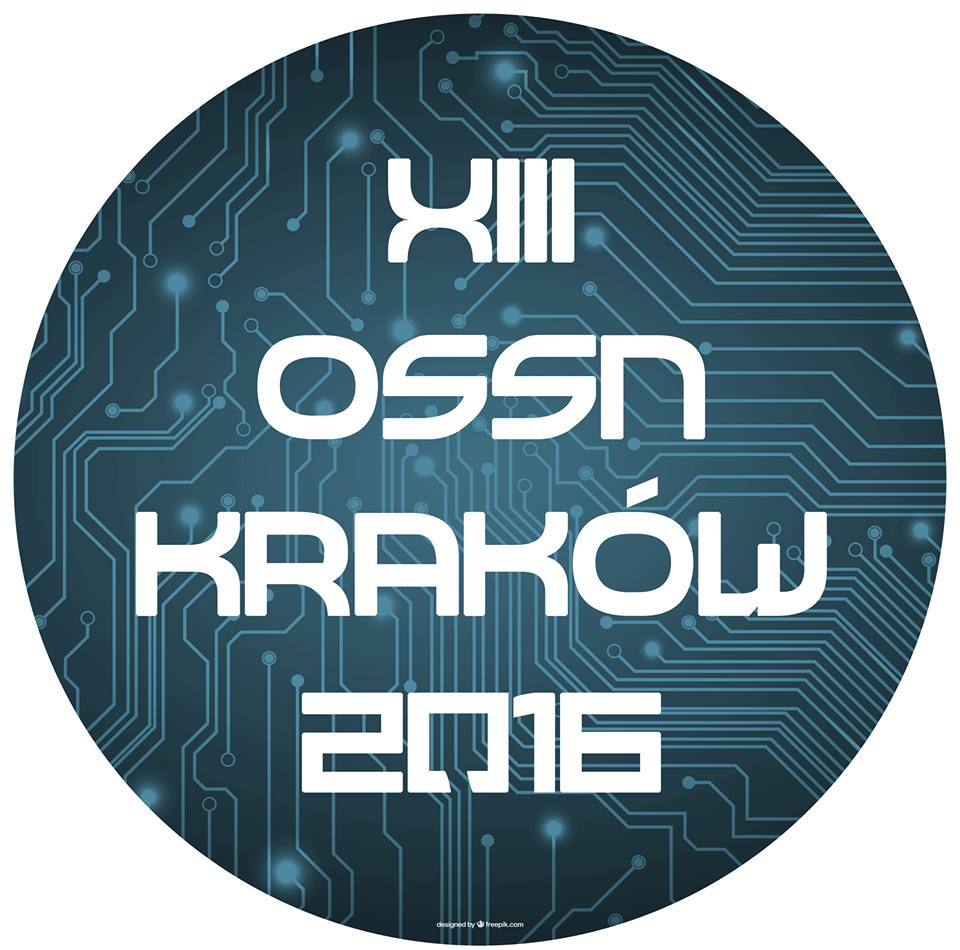 XIII
OSSN
KRAKÓW
2016
designed by freepik.com